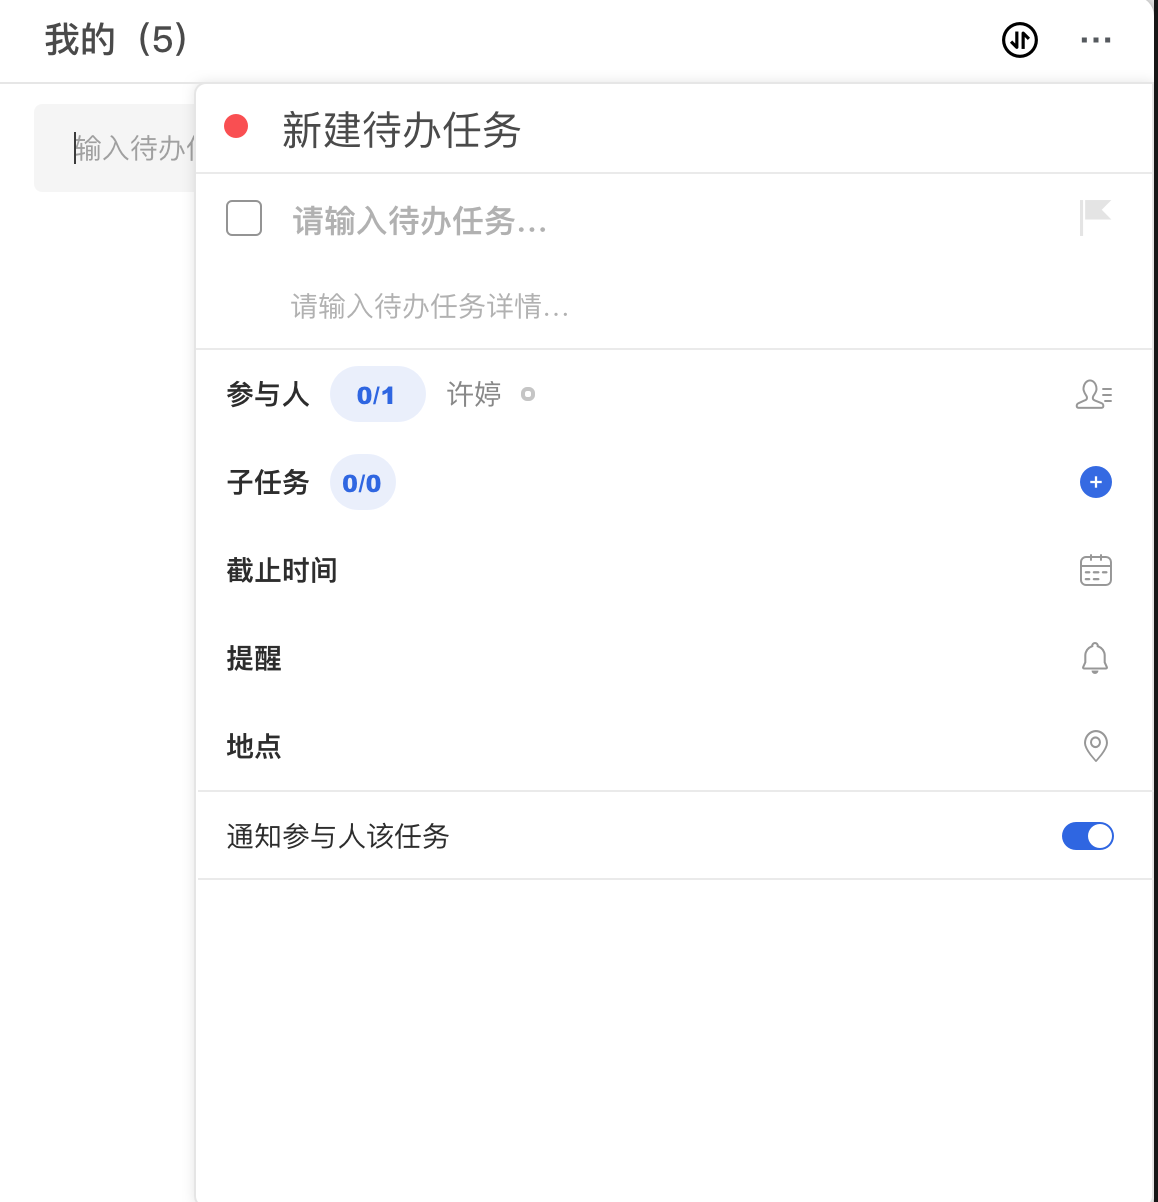 我的（5）
输入待办
新建待办任务
请输入待办任务...
请输入待办任务详情...
参与人 0/1 许婷
子任务 0/0
截止时间
提醒
地点
通知参与人该任务